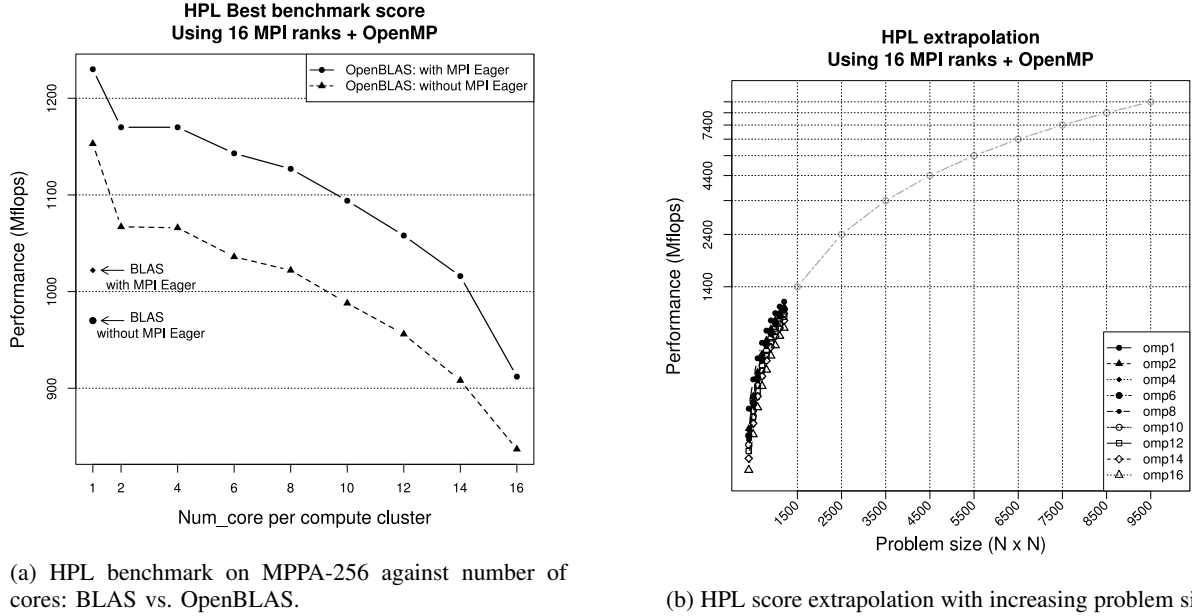 HPL Best benchmark score
Using 16 MPI ranks + OpenMP
OpenBLAS: with MPI Eager
OpenBLAS: without MPI Eager
Performance (Mflops)
1200
1100
1000
900
BLAS
with MPI Eager
BLAS
without MPI Eager
1 2 4 6 8 10 12 14 16
Num_core per compute cluster
(a) HPL benchmark on MPPA-256 against number of
cores: BLAS vs. OpenBLAS.
HPL extrapolation
Using 16 MPI ranks + OpenMP
Performance (Mflops)
7400
4400
2400
1400
omp1
omp2
omp4
omp6
omp8
omp10
omp12
omp14
omp16
1500 2500 3500 4500 5500 6500 7500 8500 9500
Problem size (N x N)
(b) HPL score extrapolation with increasing problem si